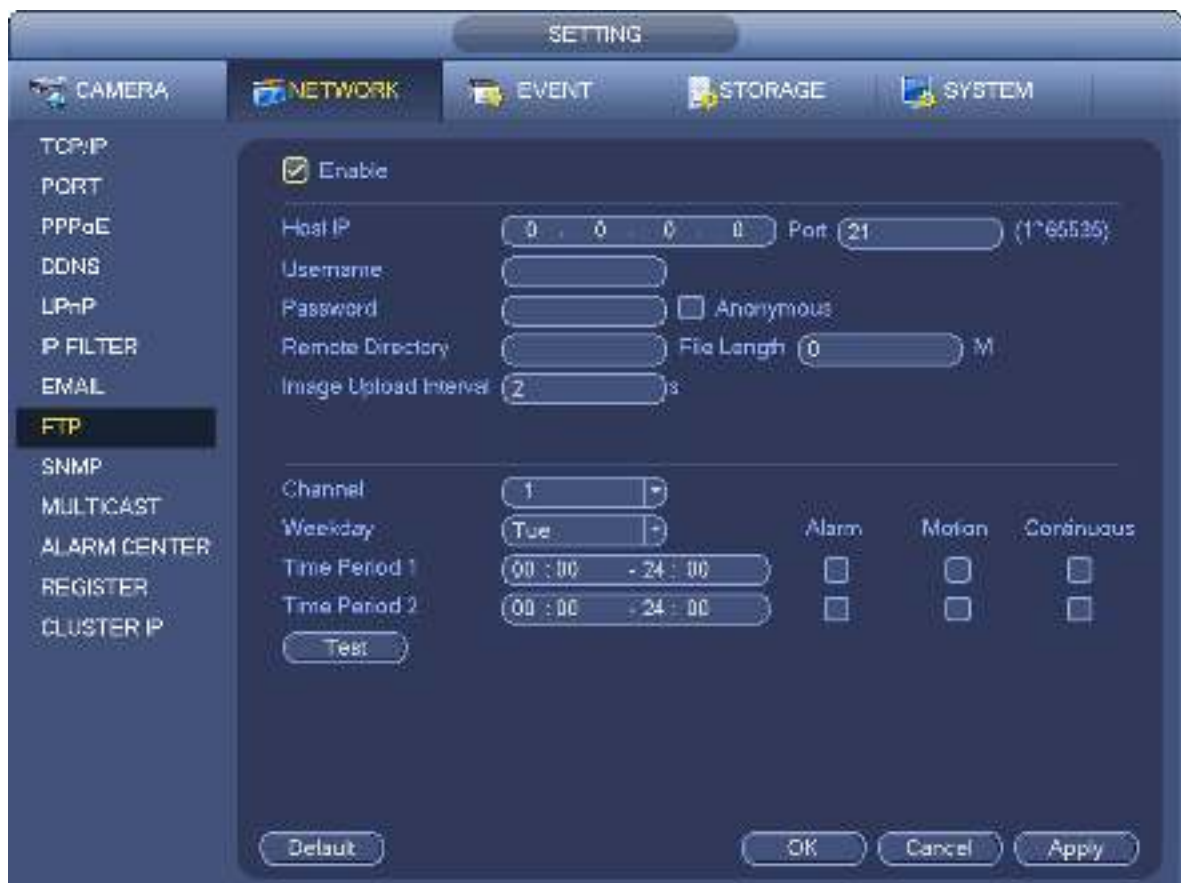 SETTING
CAMERA NETWORK EVENT STORAGE SYSTEM
TCP/IP
PORT
PPPoE
DDNS
UPnP
IP FILTER
EMAIL
FTP
SNMP
MULTICAST
ALARM CENTER
REGISTER
CLUSTER IP
Enable
Host IP 0 . 0 . 0 . 0 Port 21 (1~65535)
Username
Password Anonymous
Remote Directory File Length 0 M
Image Upload Interval 2 s
Channel 1
Weekday Tue Alarm Motion Continuous
Time Period 1 00 : 00 - 24 : 00
Time Period 2 00 : 00 - 24 : 00
Test
Default OK Cancel Apply